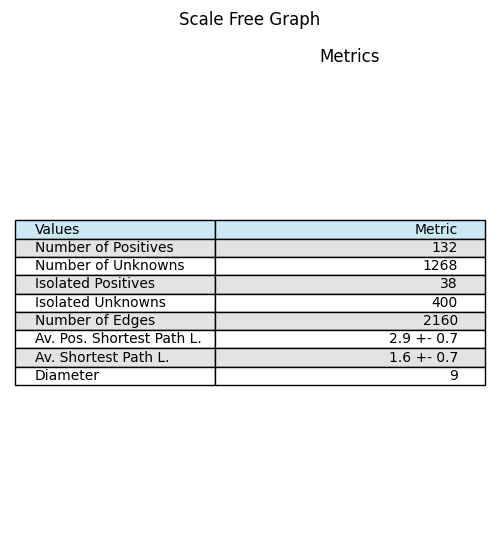 Scale Free Graph
Metrics
Values Metric
Number of Positives 132
Number of Unknowns 1268
Isolated Positives 38
Isolated Unknowns 400
Number of Edges 2160
Av. Pos. Shortest Path L. 2.9 +- 0.7
Av. Shortest Path L. 1.6 +- 0.7
Diameter 9